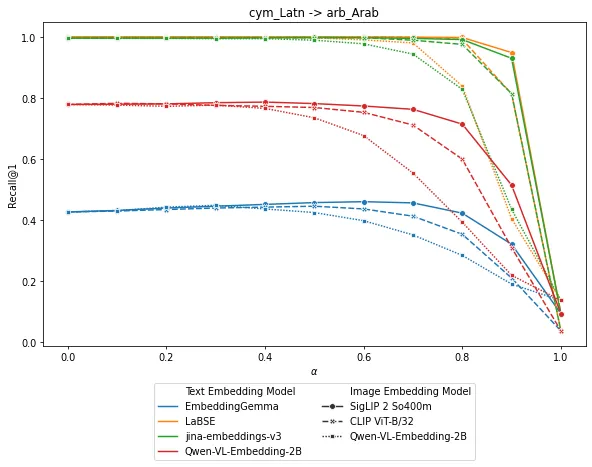 cym_Latn -> arb_Arab
1.0
0.8
0.6
0.4
0.2
0.0
Recall@1
0.0 0.2 0.4 0.6 0.8 1.0
α
Text Embedding Model Image Embedding Model
EmbeddingGemma SigLIP 2 So400m
LaBSE CLIP ViT-B/32
jina-embeddings-v3 Qwen-VL-Embedding-2B
Qwen-VL-Embedding-2B